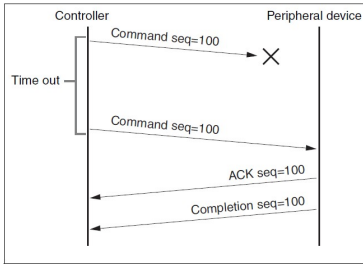 Controller
Peripheral device
Command seq=100
Time out
Command seq=100
ACK seq=100
Completion seq=100